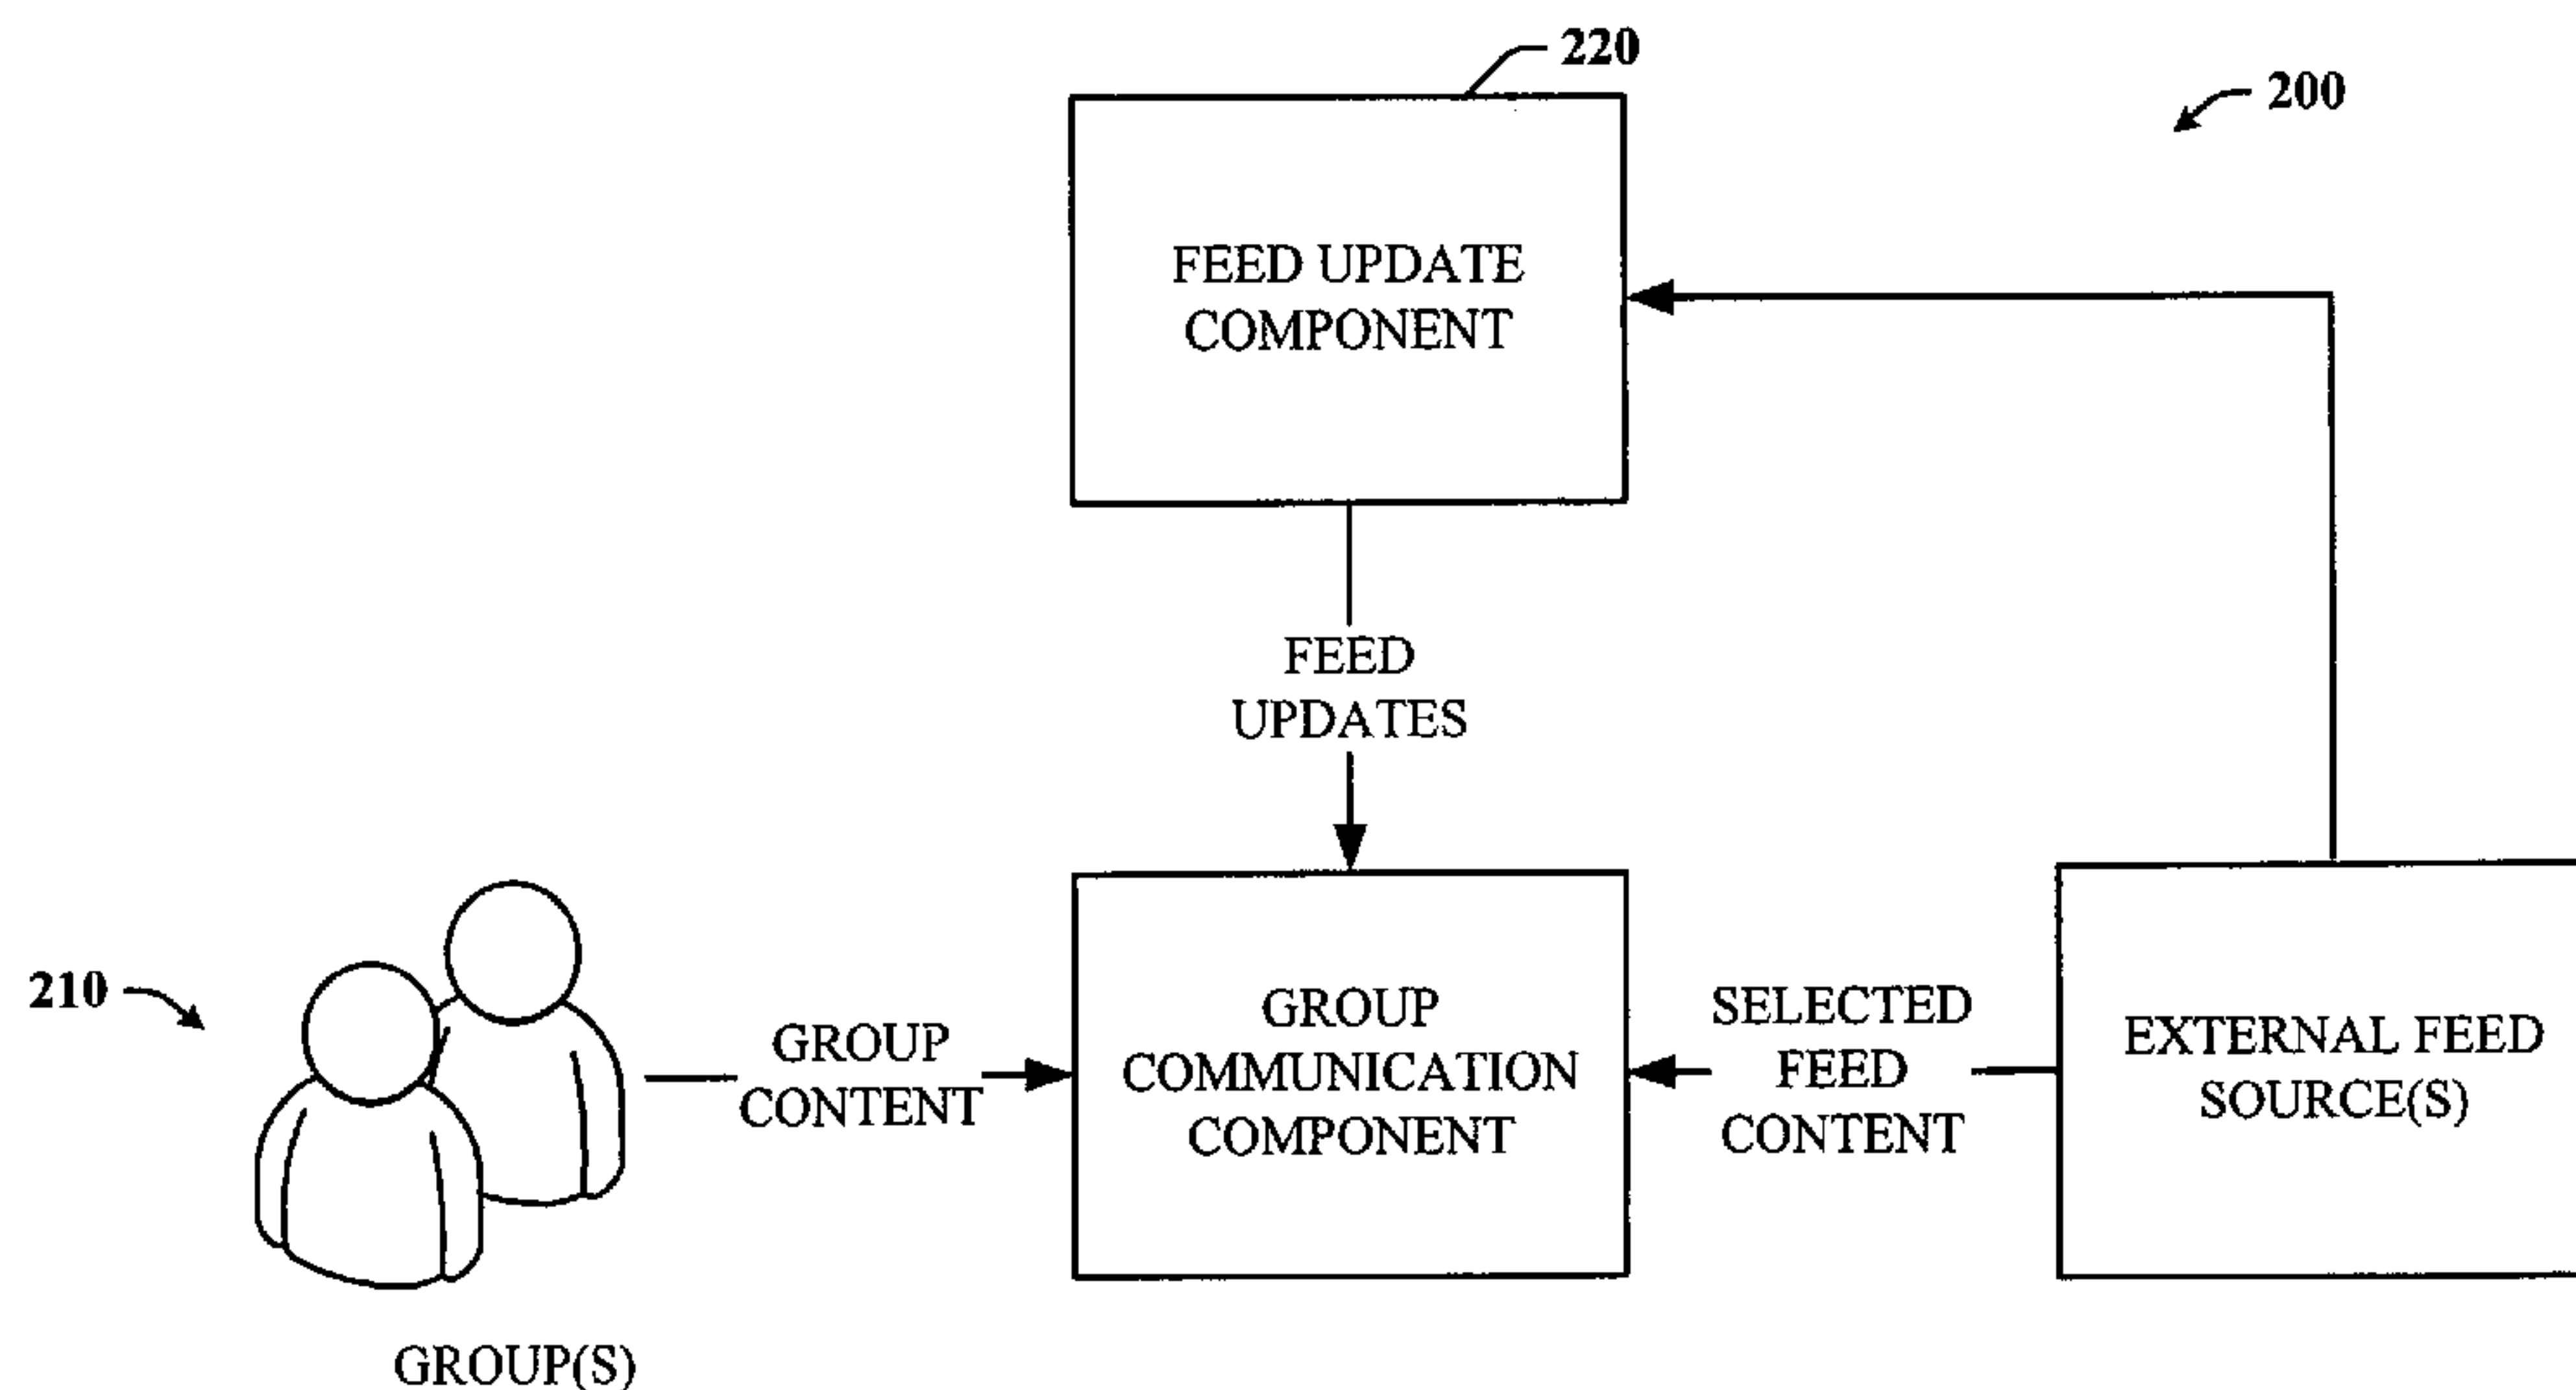 220
200
FEED UPDATE
COMPONENT
FEED
UPDATES
210
GROUP
CONTENT
GROUP
COMMUNICATION
COMPONENT
SELECTED
FEED
CONTENT
EXTERNAL FEED
SOURCE(S)
GROUP(S)